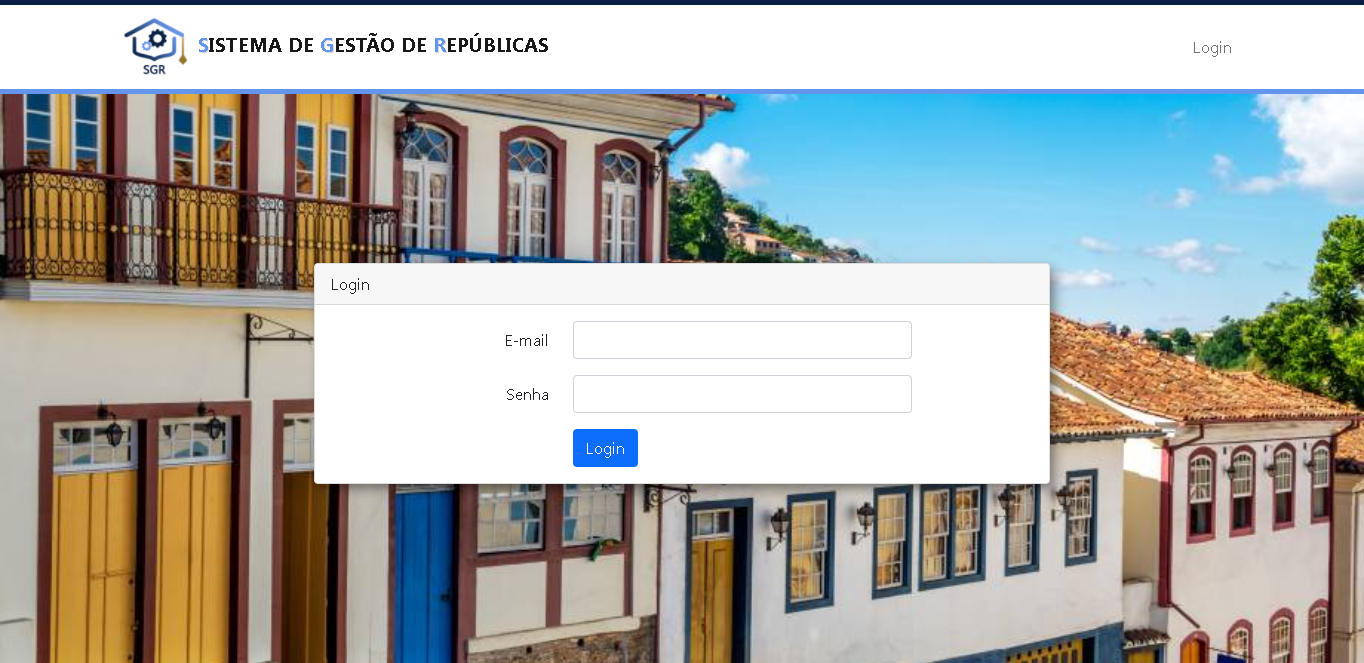 SGR
SISTEMA DE GESTÃO DE REPÚBLICAS
Login
Login
E-mail
Senha
Login